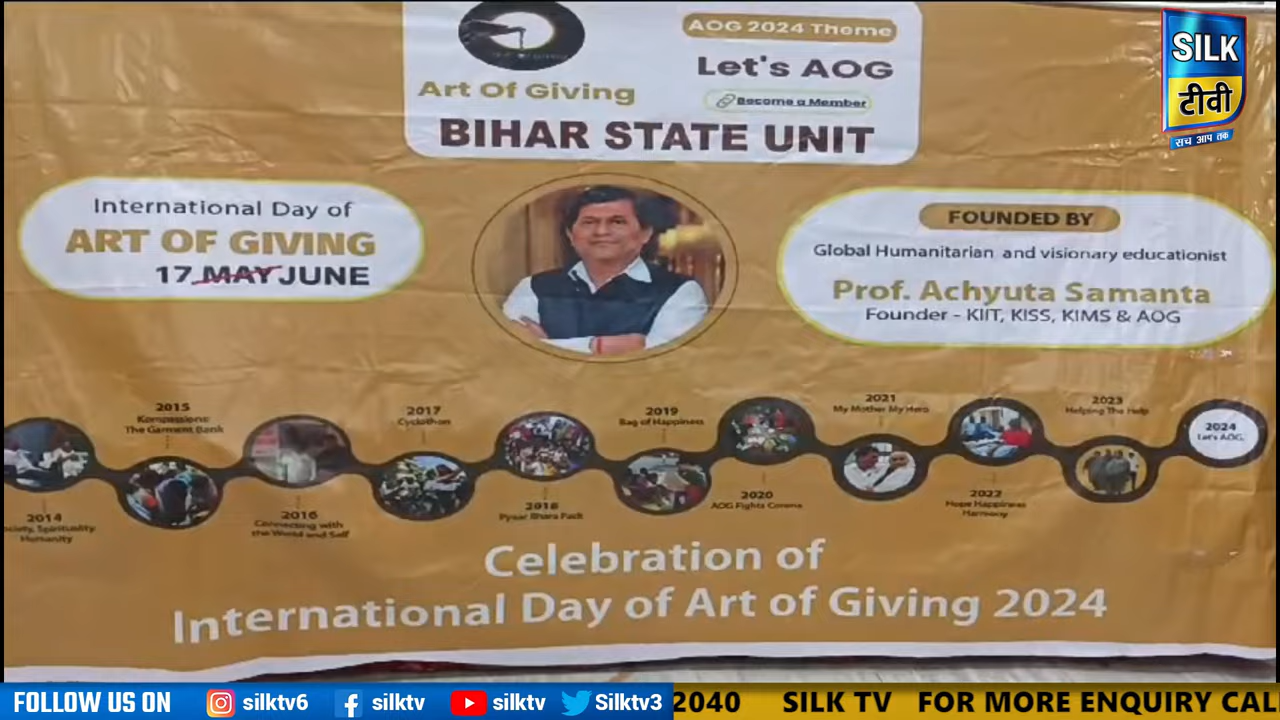 AOG 2024 Theme
Let's AOG
Become a Member
Art Of Giving
BIHAR STATE UNIT
SILK
टीवी
सच आप तक
International Day of
ART OF GIVING
17 MAY JUNE
FOUNDED BY
Global Humanitarian and visionary educationist
Prof. Achyuta Samanta
Founder - KIIT, KISS, KIMS & AOG
2015
Kompassion:
The Garment Bank
2017
Cyclothon
2019
Bag of Happiness
2021
My Mother My Hero
2023
Helping The Help
2024
Let's AOG
2014
Spirituality
Humanity
2016
Connecting with
the World and Self
2018
Pyaar Bhara Pack
2020
AOG Fights Corona
2022
Hope Happiness
Harmony
Celebration of
International Day of Art of Giving 2024
FOLLOW US ON silktv6 silktv silktv Silktv3 2040 SILK TV FOR MORE ENQUIRY CAL